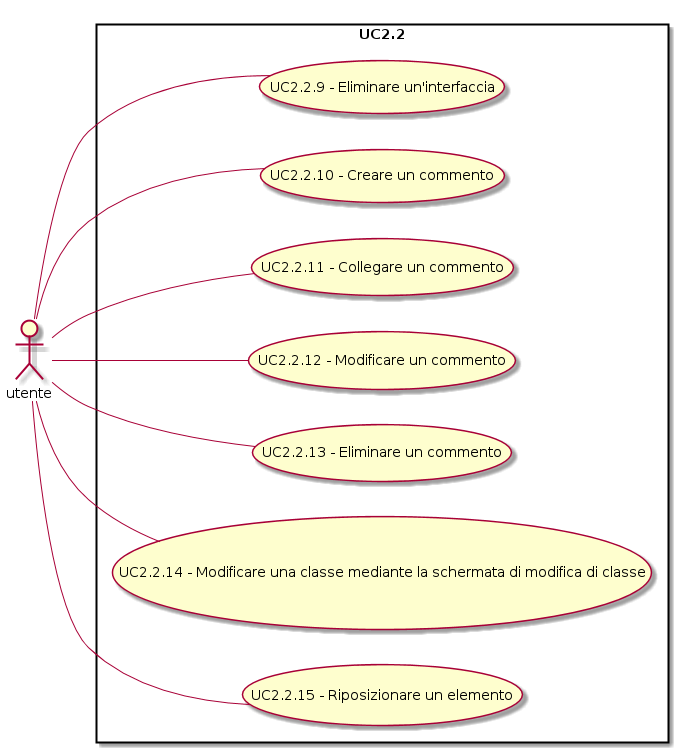 UC2.2
UC2.2.9 - Eliminare un'interfaccia
UC2.2.10 - Creare un commento
UC2.2.11 - Collegare un commento
UC2.2.12 - Modificare un commento
utente
UC2.2.13 - Eliminare un commento
UC2.2.14 - Modificare una classe mediante la schermata di modifica di classe
UC2.2.15 - Riposizionare un elemento